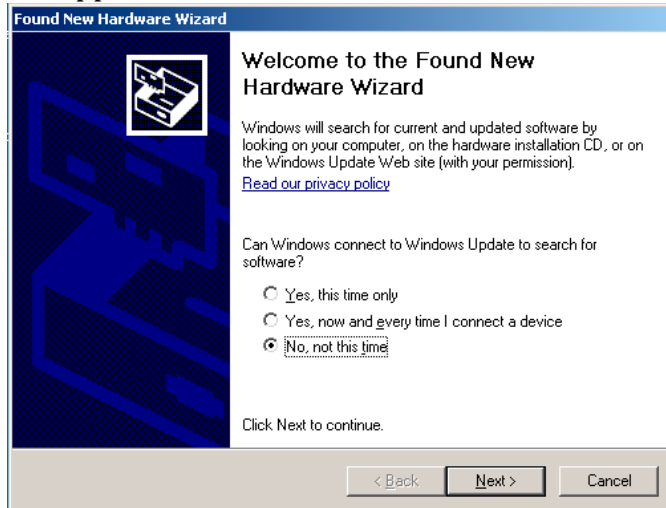 Found New Hardware Wizard
Welcome to the Found New
Hardware Wizard
Windows will search for current and updated software by
looking on your computer, on the hardware installation CD, or on
the Windows Update Web site (with your permission).
Read our privacy policy
Can Windows connect to Windows Update to search for
software?
Yes, this time only
Yes, now and every time I connect a device
No, not this time
Click Next to continue.
< Back Next > Cancel